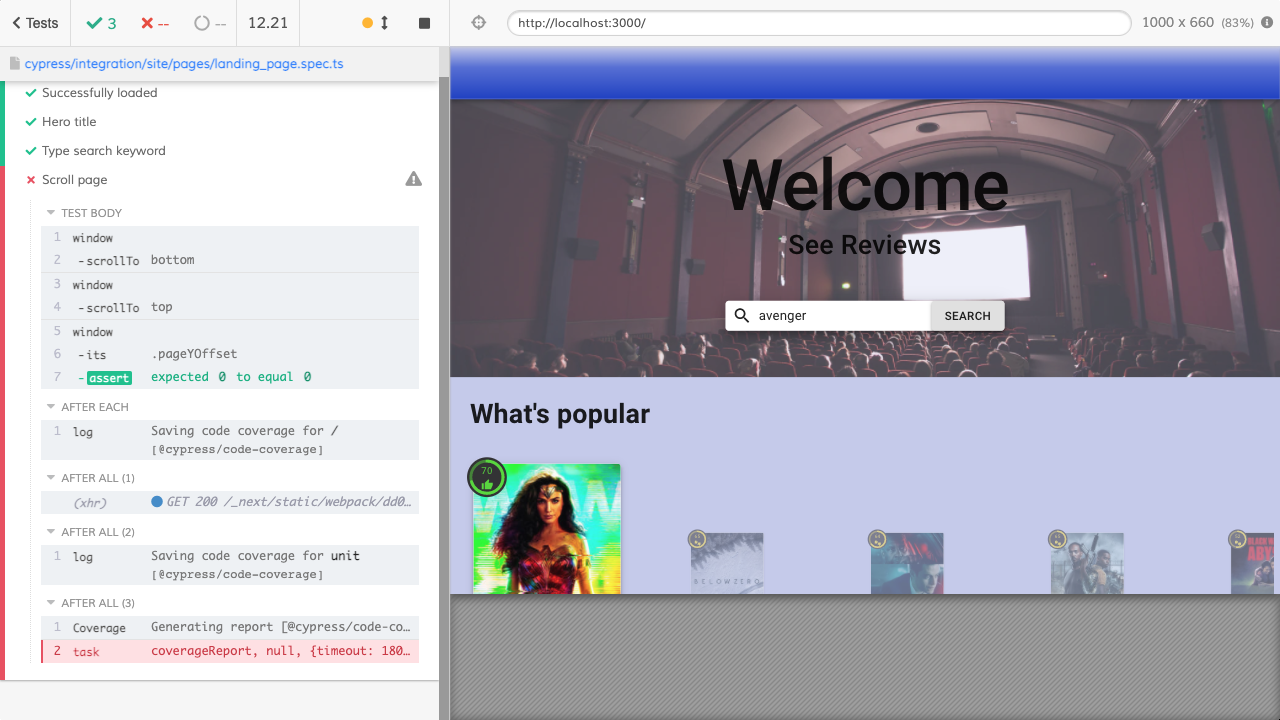 Tests
3
--
--
12.21
http://localhost:3000/
1000 x 660 (83%)
cypress/integration/site/pages/landing_page.spec.ts
Successfully loaded
Hero title
Type search keyword
Scroll page
TEST BODY
1 window
2 -scrollTo bottom
3 window
4 -scrollTo top
5 window
6 -its .pageYOffset
7 -assert expected 0 to equal 0
AFTER EACH
1 log Saving code coverage for /
[@cypress/code-coverage]
AFTER ALL (1)
(xhr) GET 200 /_next/static/webpack/dd0…
AFTER ALL (2)
1 log Saving code coverage for unit
[@cypress/code-coverage]
AFTER ALL (3)
1 Coverage Generating report [@cypress/code-co…
2 task coverageReport, null, {timeout: 180…
Welcome
See Reviews
avenger
SEARCH
What's popular
70
BELOWZERO